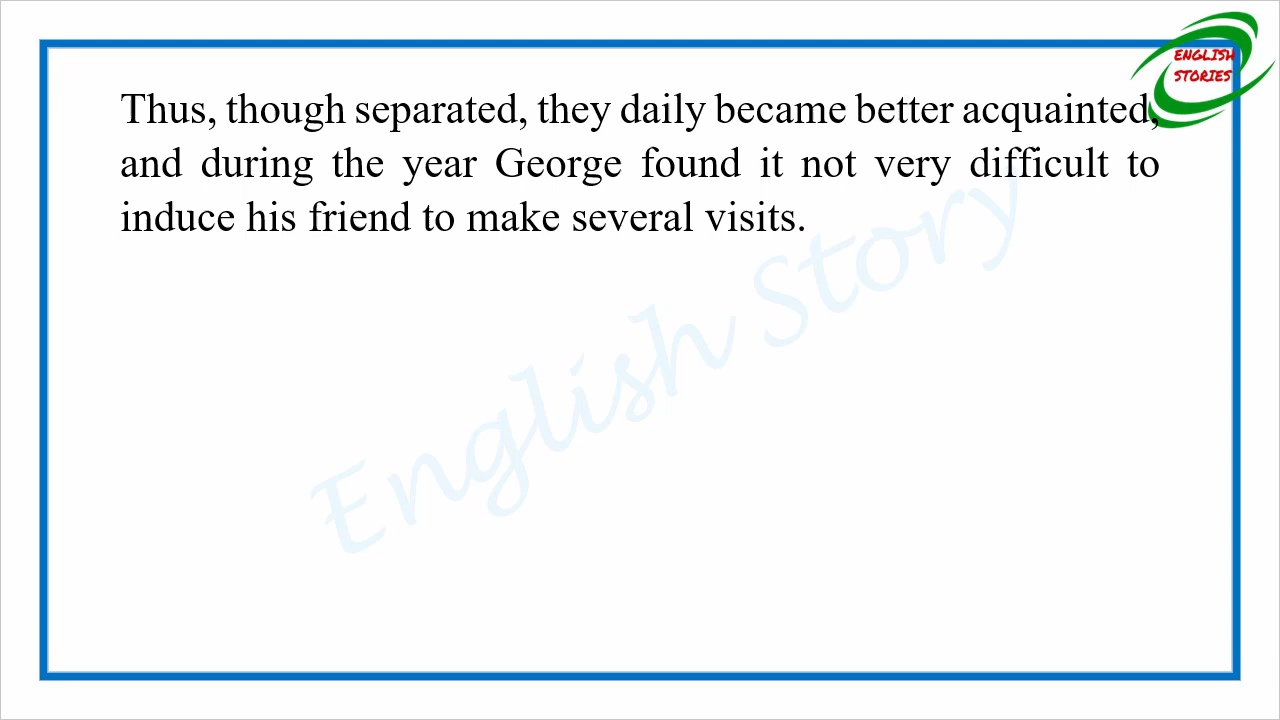 ENGLISH
STORIES
Thus, though separated, they daily became better acquainted,
and during the year George found it not very difficult to
induce his friend to make several visits.
English Story